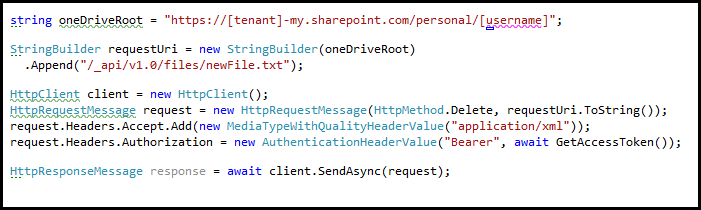 string oneDriveRoot = "https://[tenant]-my.sharepoint.com/personal/[username]";
StringBuilder requestUri = new StringBuilder(oneDriveRoot)
.Append("/_api/v1.0/files/newFile.txt");
HttpClient client = new HttpClient();
HttpRequestMessage request = new HttpRequestMessage(HttpMethod.Delete, requestUri.ToString());
request.Headers.Accept.Add(new MediaTypeWithQualityHeaderValue("application/xml"));
request.Headers.Authorization = new AuthenticationHeaderValue("Bearer", await GetAccessToken());
HttpResponseMessage response = await client.SendAsync(request);